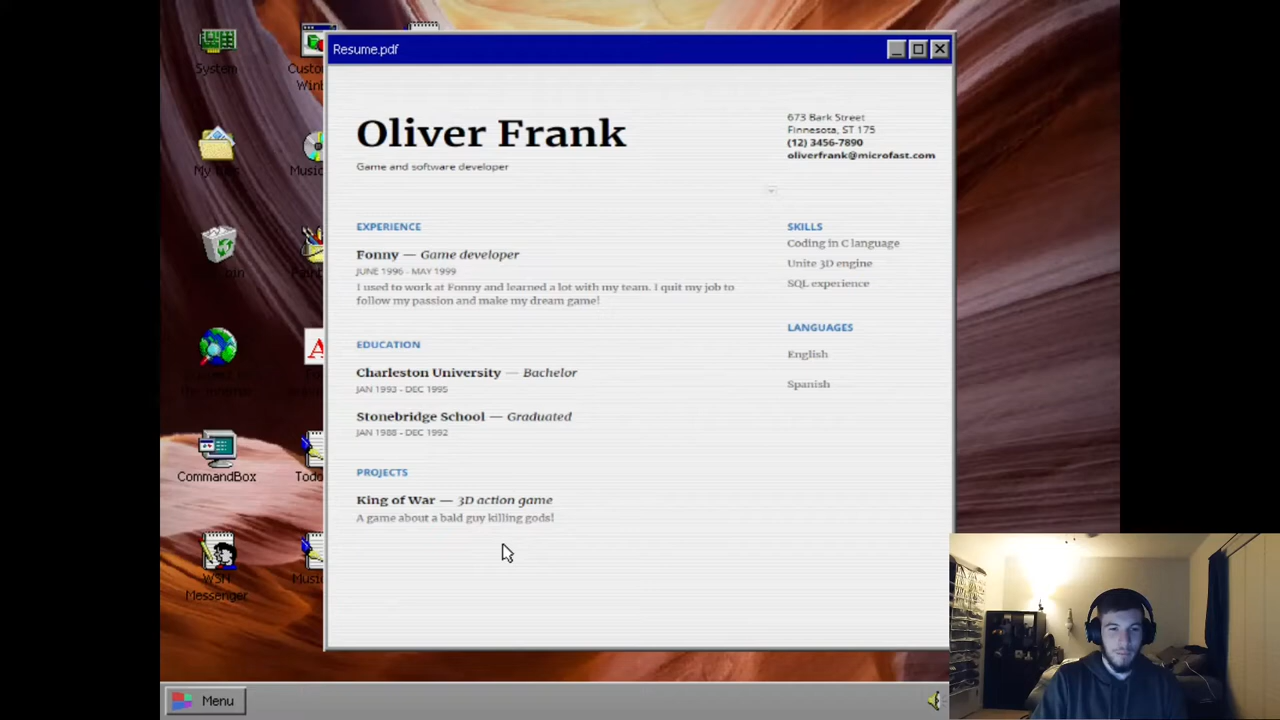 Resume.pdf
Oliver Frank
Game and software developer
673 Bark Street
Finnesota, ST 175
(12) 3456-7890
oliverfrank@microfast.com
EXPERIENCE
Fonny — Game developer
JUNE 1996 - MAY 1999
I used to work at Fonny and learned a lot with my team. I quit my job to
follow my passion and make my dream game!
EDUCATION
Charleston University — Bachelor
JAN 1993 - DEC 1995
Stonebridge School — Graduated
JAN 1988 - DEC 1992
PROJECTS
King of War — 3D action game
A game about a bald guy killing gods!
SKILLS
Coding in C language
Unite 3D engine
SQL experience
LANGUAGES
English
Spanish
System
CommandBox
WSN
Messenger
Menu